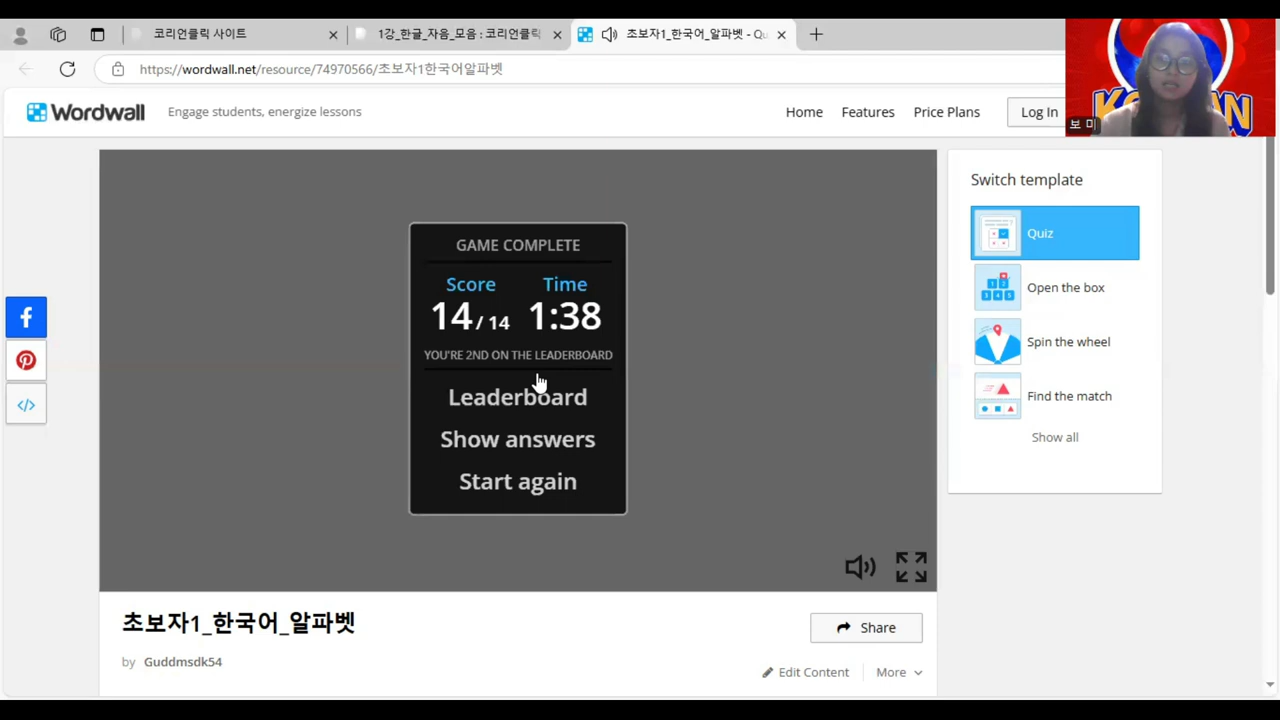 코리언클릭 사이트
1강_한글_자음_모음 : 코리언클릭
초보자1_한국어_알파벳 - Qu
https://wordwall.net/resource/74970566/초보자1한국어알파벳
Wordwall
Engage students, energize lessons
Home
Features
Price Plans
Log In
보 미
GAME COMPLETE
Score
Time
14 / 14
1:38
YOU'RE 2ND ON THE LEADERBOARD
Leaderboard
Show answers
Start again
Switch template
Quiz
Open the box
Spin the wheel
Find the match
Show all
초보자1_한국어_알파벳
Share
by Guddmsdk54
Edit Content
More